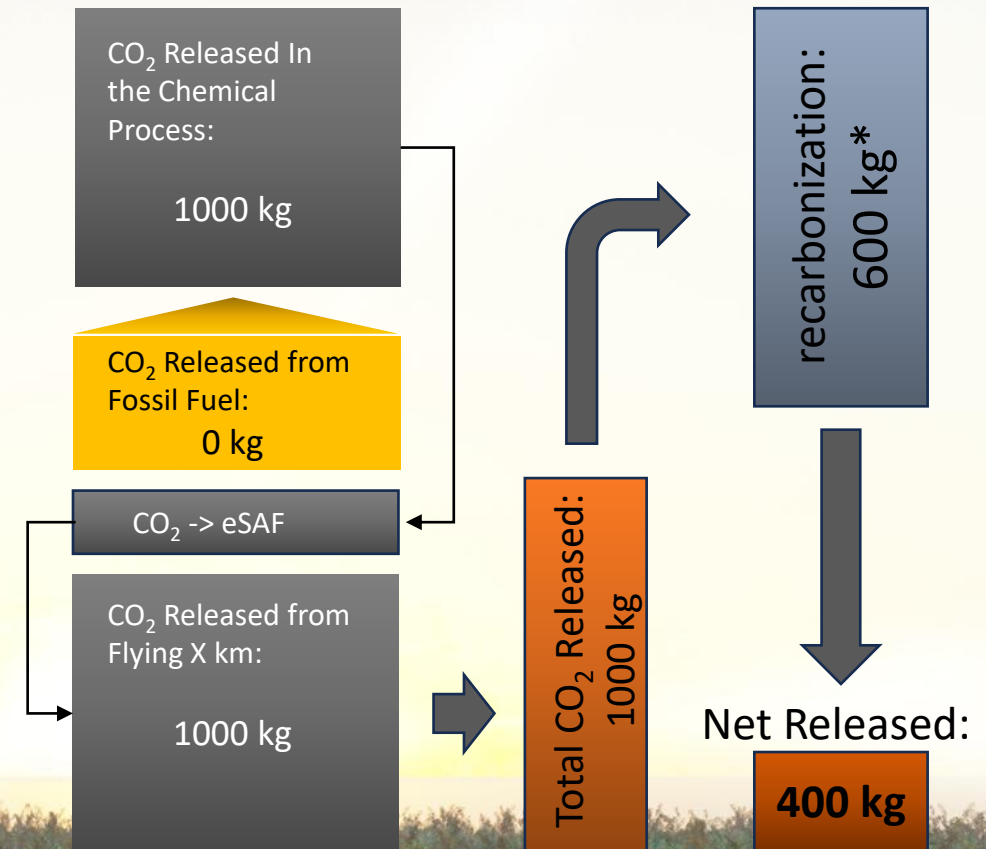 CO₂ Released In
the Chemical
Process:
1000 kg
CO₂ Released from
Fossil Fuel:
0 kg
CO₂ -> eSAF
CO₂ Released from
Flying X km:
1000 kg
Total CO₂ Released:
1000 kg
recarbonization:
600 kg*
Net Released:
400 kg